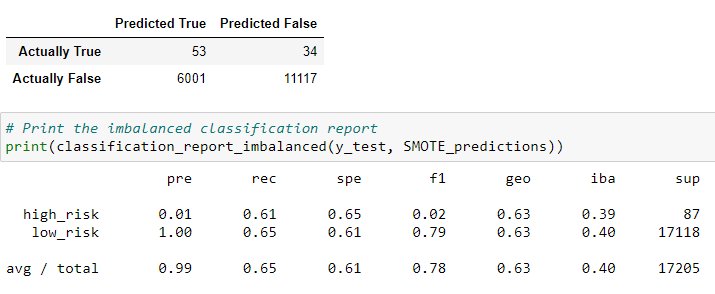 Predicted True Predicted False
Actually True 53 34
Actually False 6001 11117
# Print the imbalanced classification report
print(classification_report_imbalanced(y_test, SMOTE_predictions))
pre rec spe f1 geo iba sup
high_risk 0.01 0.61 0.65 0.02 0.63 0.39 87
low_risk 1.00 0.65 0.61 0.79 0.63 0.40 17118
avg / total 0.99 0.65 0.61 0.78 0.63 0.40 17205